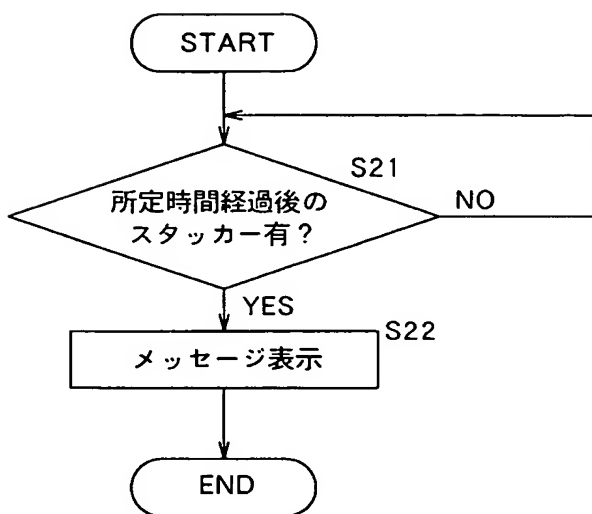 START
S21
所定時間経過後の
スタッカー有？
NO
YES
S22
メッセージ表示
END